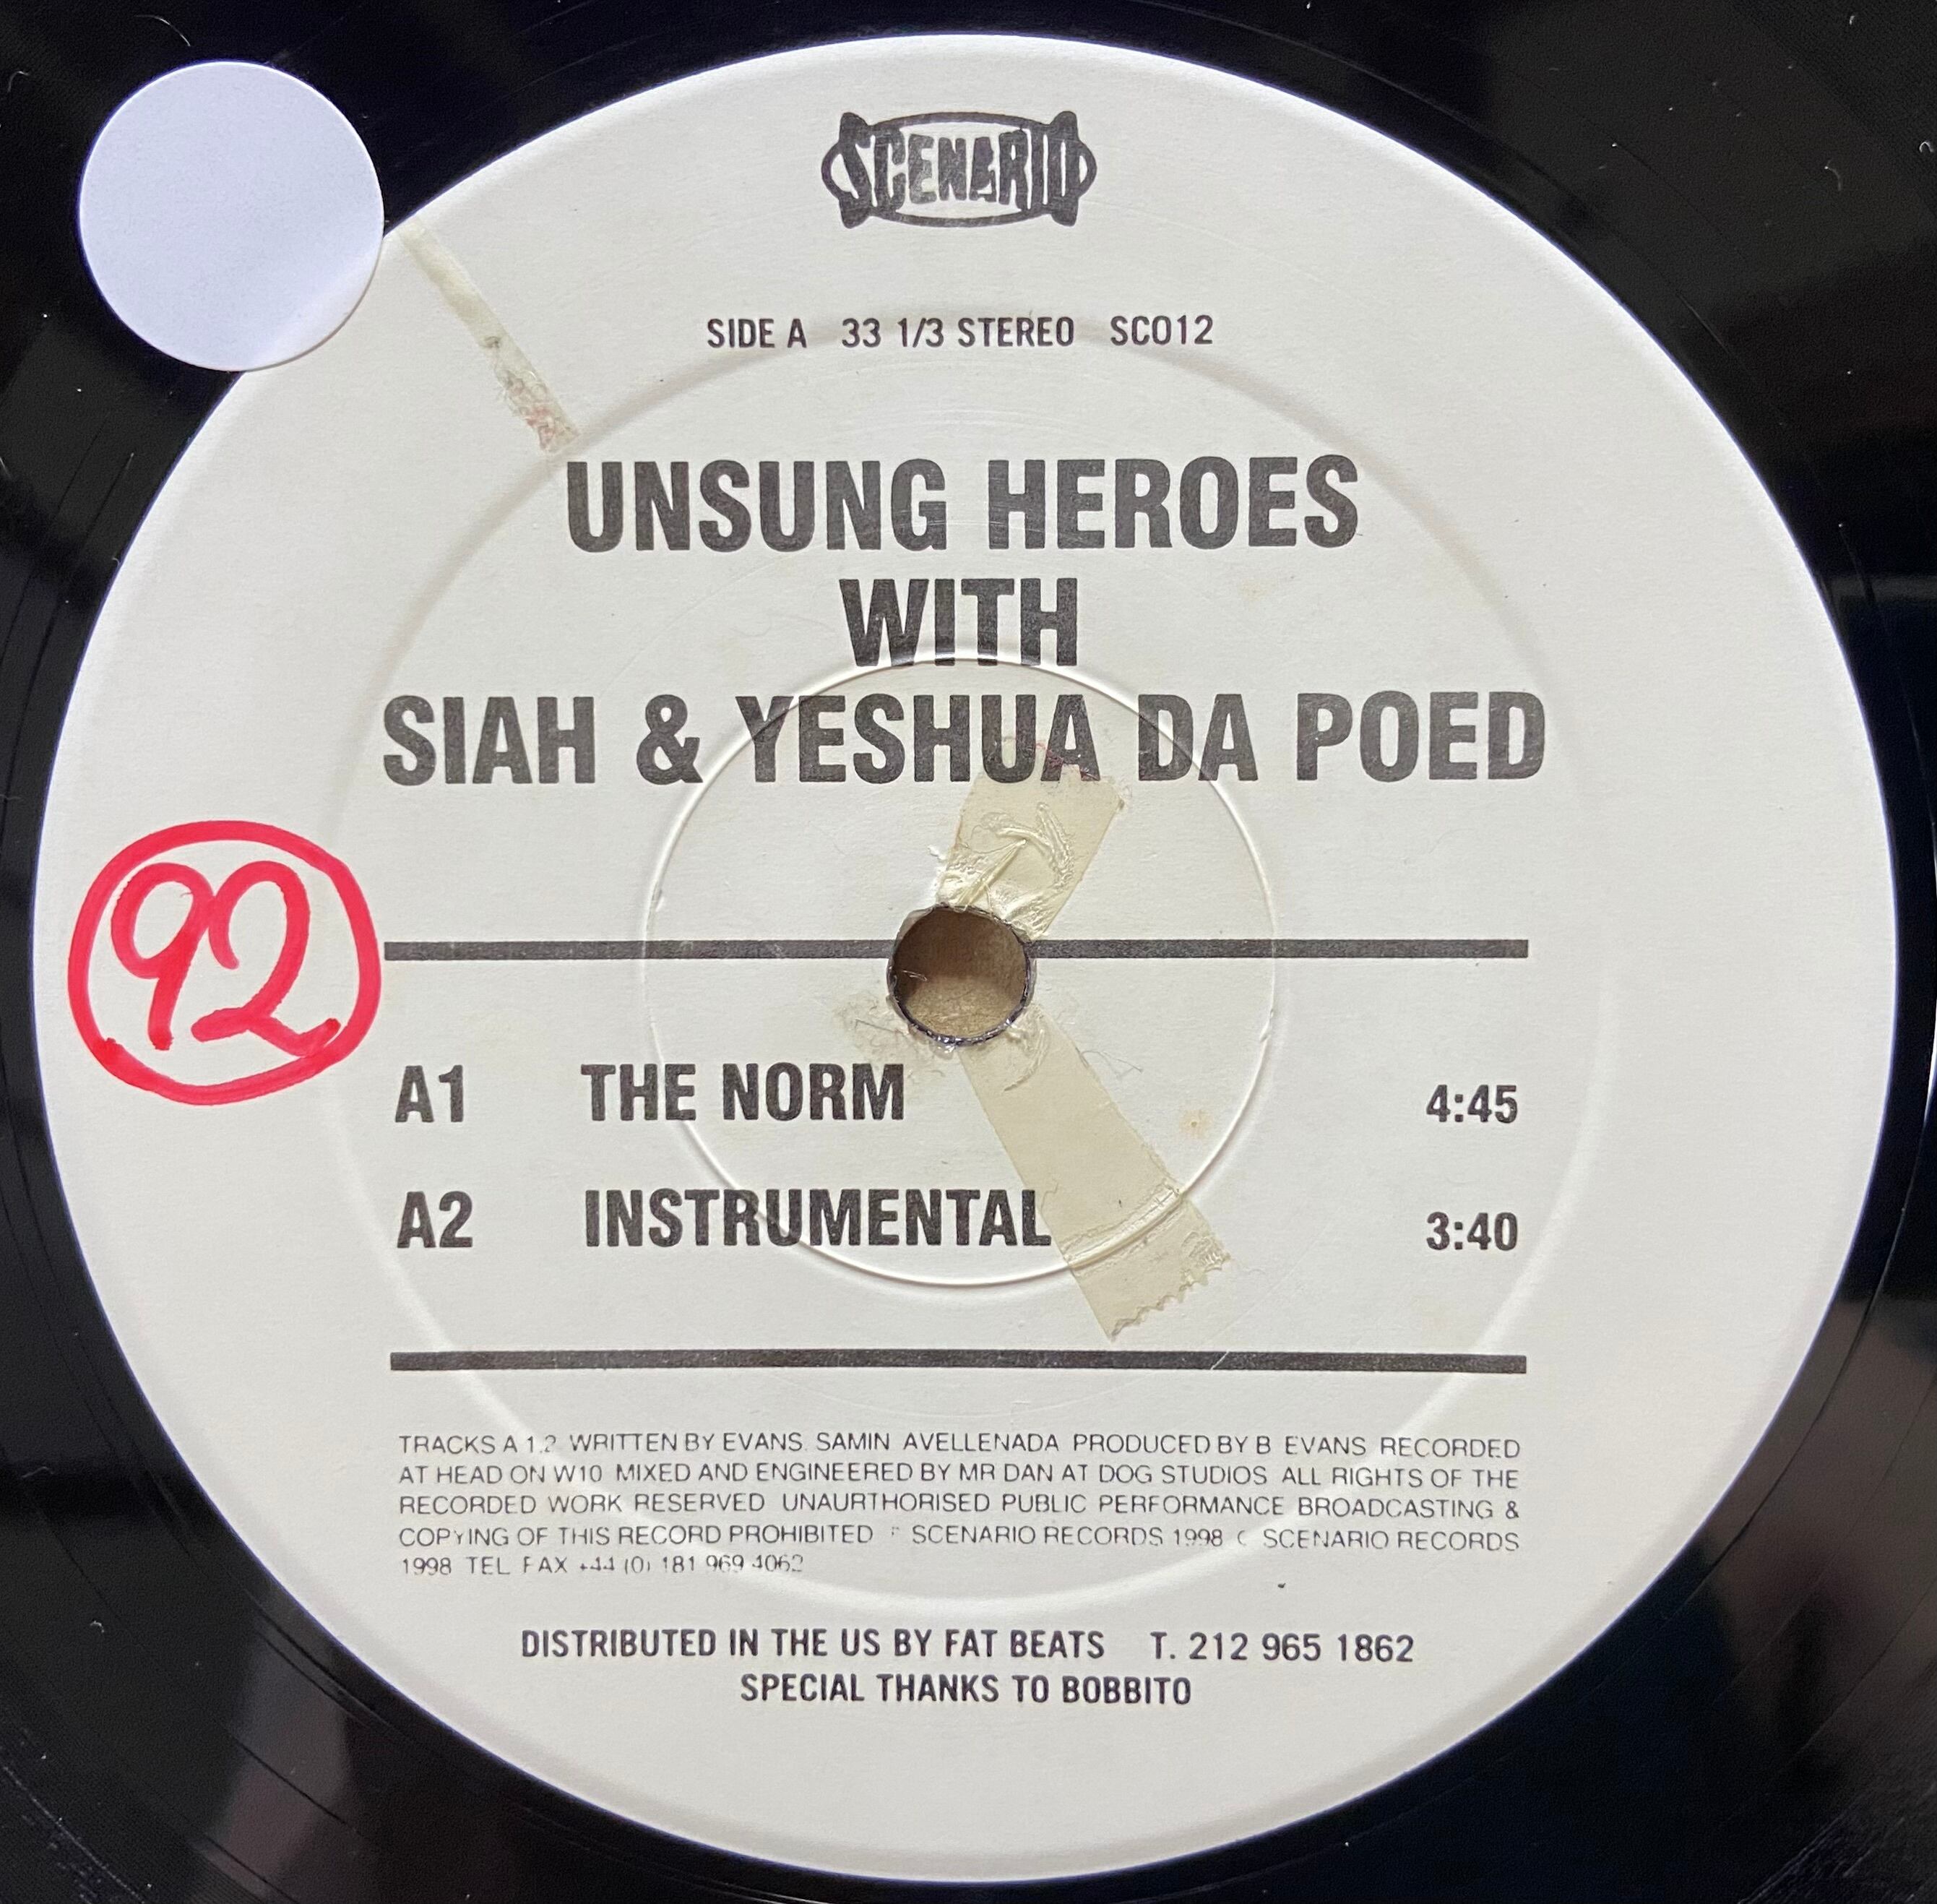 SCENARIO
SIDE A 33 1/3 STEREO SCO12
UNSUNG HEROES
WITH
SIAH & YESHUA DA POED
92
A1 THE NORM 4:45
A2 INSTRUMENTAL 3:40
TRACKS A 1.2 WRITTEN BY EVANS. SAMIN AVELLENADA PRODUCED BY B EVANS RECORDED
AT HEAD ON W10 MIXED AND ENGINEERED BY MR DAN AT DOG STUDIOS ALL RIGHTS OF THE
RECORDED WORK RESERVED UNAURTHORISED PUBLIC PERFORMANCE BROADCASTING &
COPYING OF THIS RECORD PROHIBITED P SCENARIO RECORDS 1998 C SCENARIO RECORDS
1998 TEL FAX +44 (0) 181 969 4062
DISTRIBUTED IN THE US BY FAT BEATS T. 212 965 1862
SPECIAL THANKS TO BOBBITO